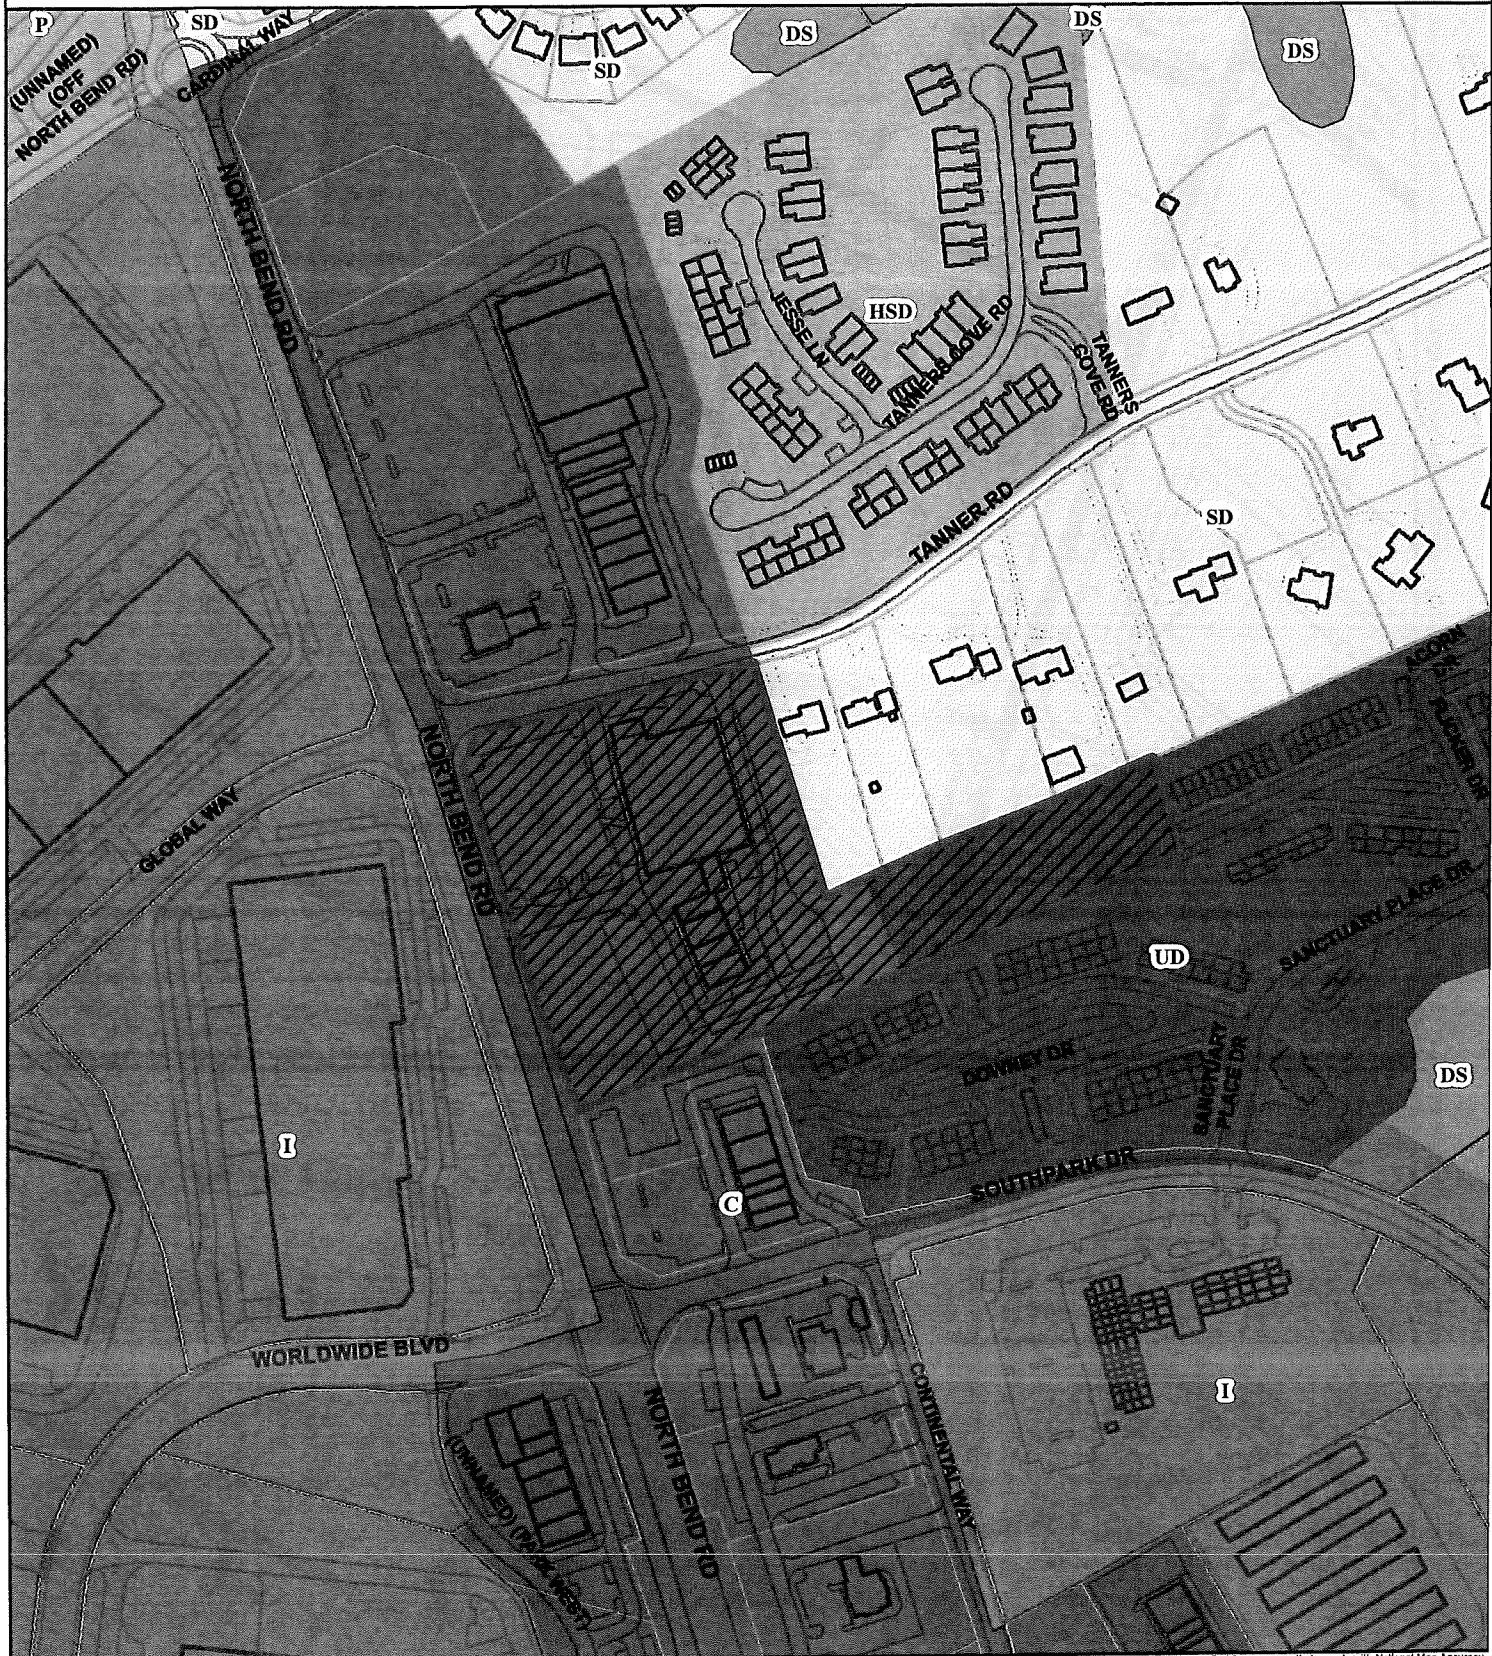 P
SD
CARDINAL WAY
(UNNAMED)
(OFF
NORTH BEND RD)
SD
DS
DS
DS
NORTH BEND RD
JESSE LN
HSD
TANNERS COVE RD
TANNERS
COVE RD
TANNER RD
SD
ACORN
DR
FLICKER DR
NORTH BEND RD
GLOBAL WAY
SANCTUARY PLACE DR
UD
DOWNEY DR
SANCTUARY
PLACE DR
DS
I
SOUTHPARK DR
C
WORLDWIDE BLVD
CONTINENTAL WAY
I
(UNNAMED) (PARK WEST)
NORTH BEND RD